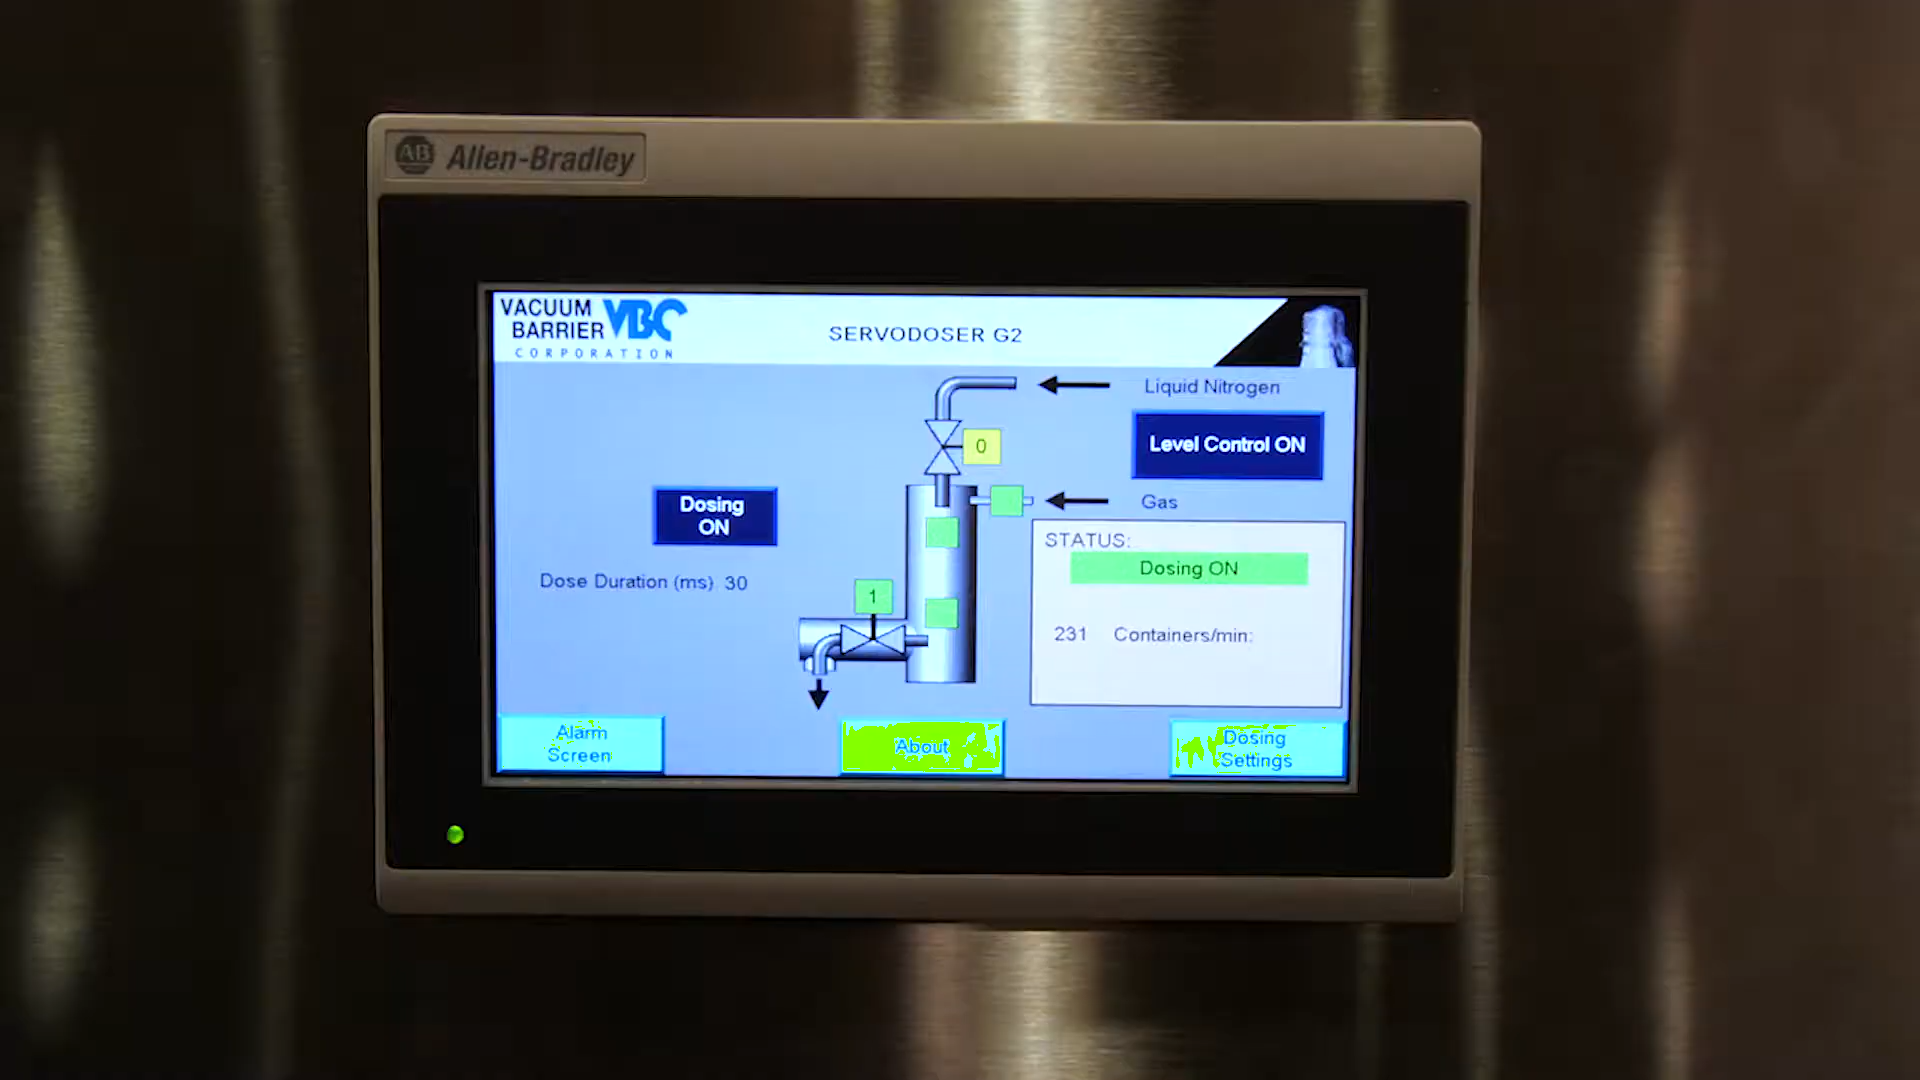 AB Allen-Bradley
VACUUM
BARRIER
VBC
CORPORATION
SERVODOSER G2
Liquid Nitrogen
0
Level Control ON
Dosing
ON
Gas
STATUS:
Dosing ON
Dose Duration (ms) 30
1
231 Containers/min:
Alarm
Screen
About
Dosing
Settings